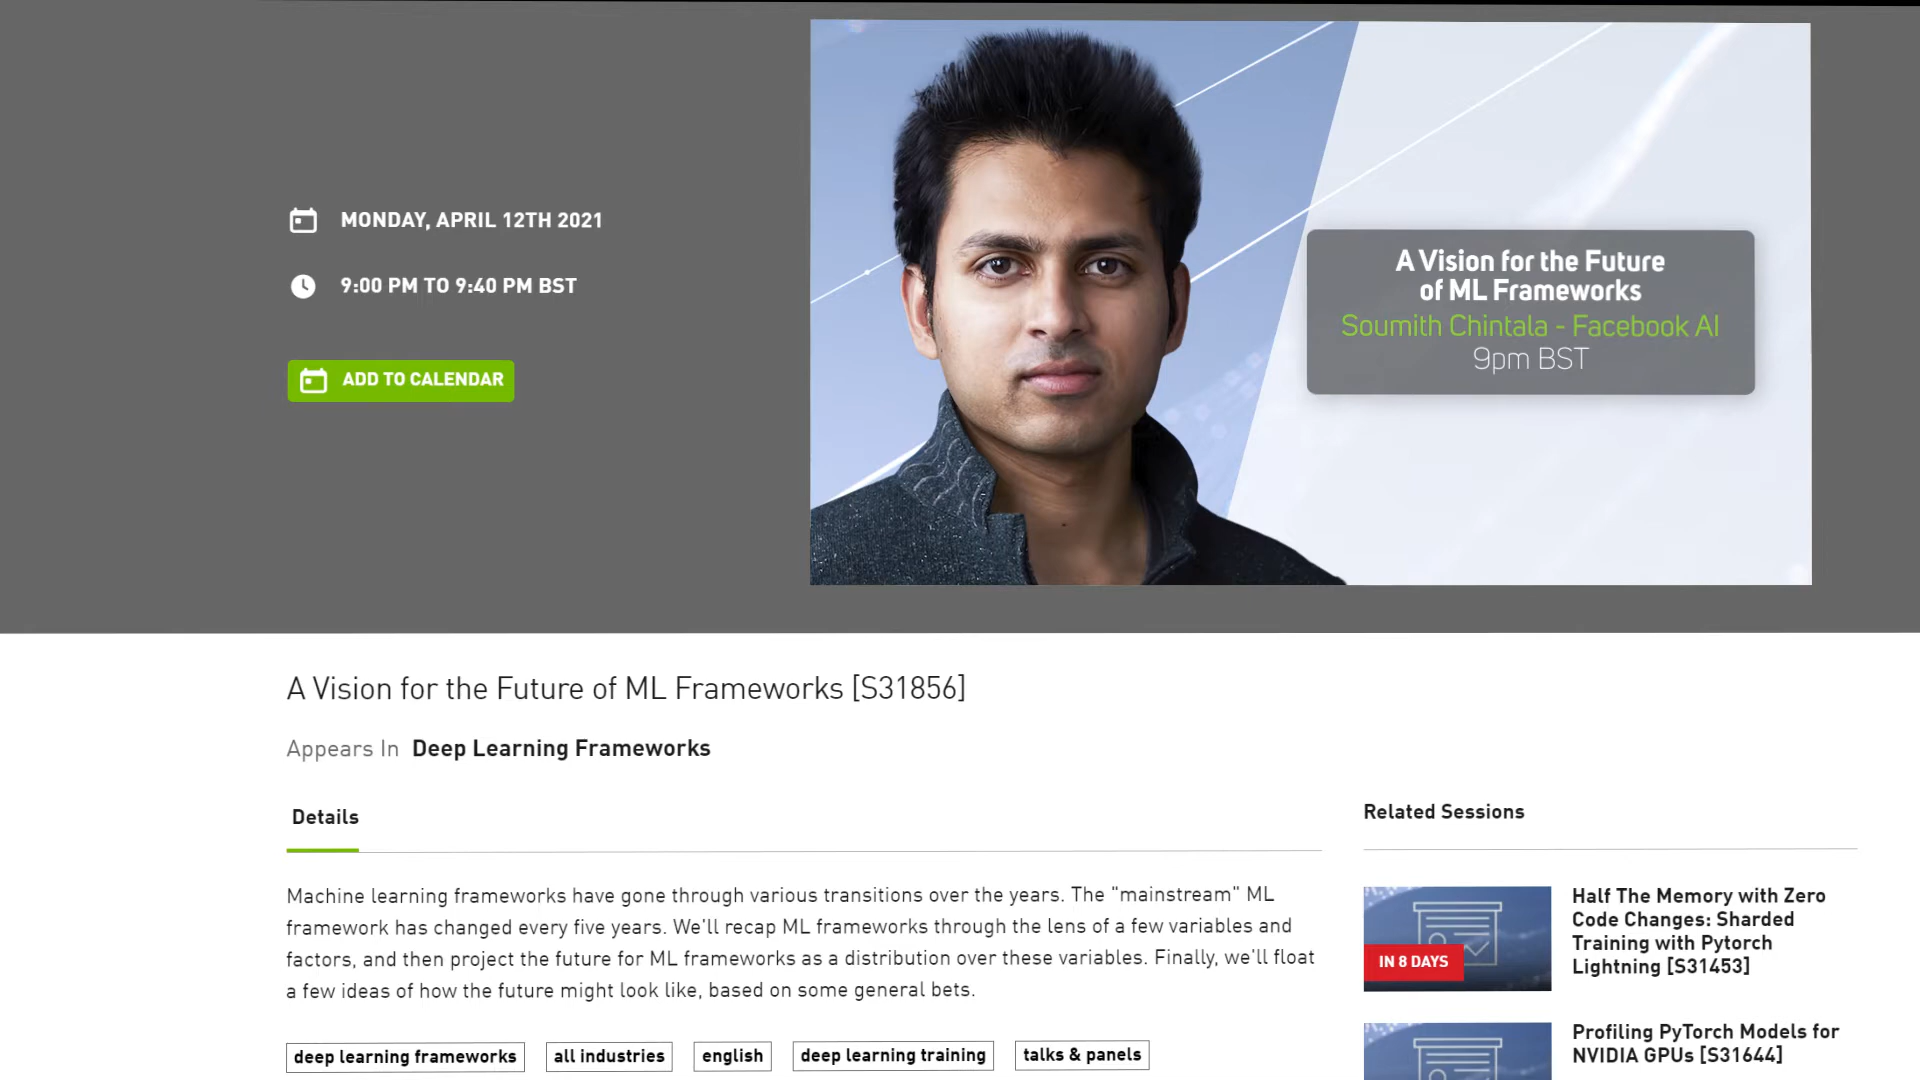 MONDAY, APRIL 12TH 2021
9:00 PM TO 9:40 PM BST
ADD TO CALENDAR
A Vision for the Future
of ML Frameworks
Soumith Chintala - Facebook AI
9pm BST
A Vision for the Future of ML Frameworks [S31856]
Appears In Deep Learning Frameworks
Details
Machine learning frameworks have gone through various transitions over the years. The "mainstream" ML
framework has changed every five years. We'll recap ML frameworks through the lens of a few variables and
factors, and then project the future for ML frameworks as a distribution over these variables. Finally, we'll float
a few ideas of how the future might look like, based on some general bets.
deep learning frameworks all industries english deep learning training talks & panels
Related Sessions
Half The Memory with Zero
Code Changes: Sharded
Training with Pytorch
Lightning [S31453]
IN 8 DAYS
Profiling PyTorch Models for
NVIDIA GPUs [S31644]